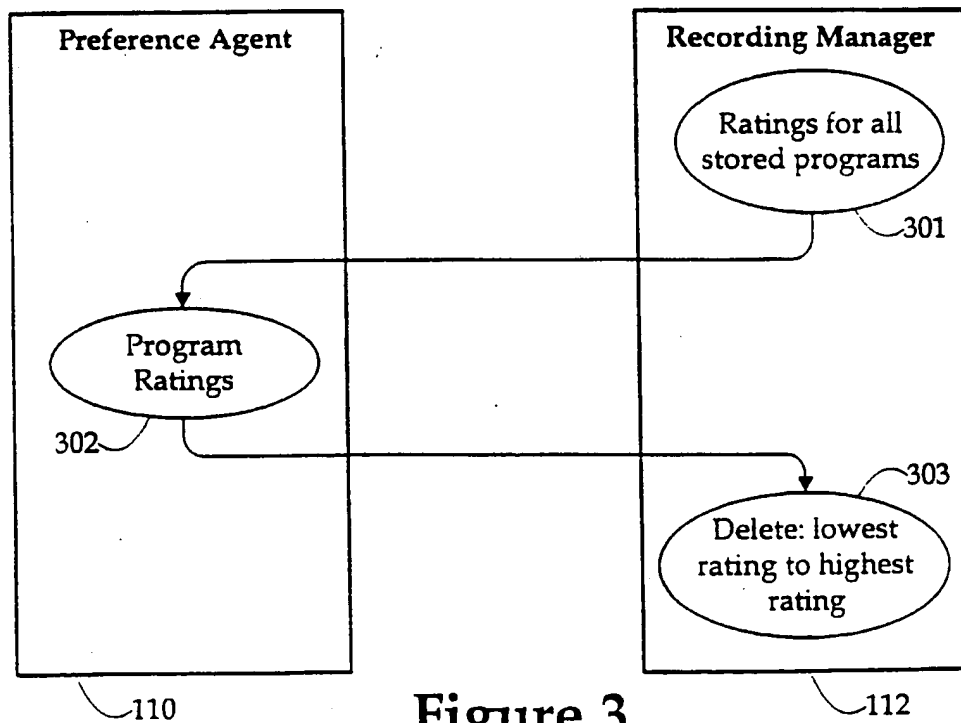 Preference Agent
Recording Manager
Ratings for all
stored programs
301
Program
Ratings
302
303
Delete: lowest
rating to highest
rating
110
112
Figure 3